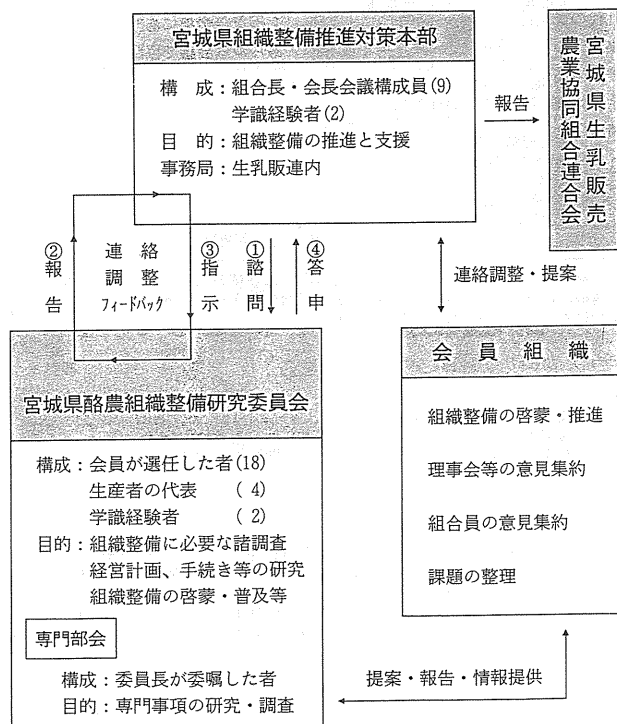 宮城県組織整備推進対策本部
構　成：組合長・会長会議構成員(9)
学識経験者(2)
目　的：組織整備の推進と支援
事務局：生乳販連内
報告
宮城県生乳販売
農業協同組合連合会
②報告
連絡
調整
フィードバック
③指示
①諮問
④答申
連絡調整・提案
宮城県酪農組織整備研究委員会
構成：会員が選任した者(18)
生産者の代表　( 4)
学識経験者　( 2)
目的：組織整備に必要な諸調査
経営計画、手続き等の研究
組織整備の啓蒙・普及等
専門部会
構成：委員長が委嘱した者
目的：専門事項の研究・調査
会員組織
組織整備の啓蒙・推進
理事会等の意見集約
組合員の意見集約
課題の整理
提案・報告・情報提供